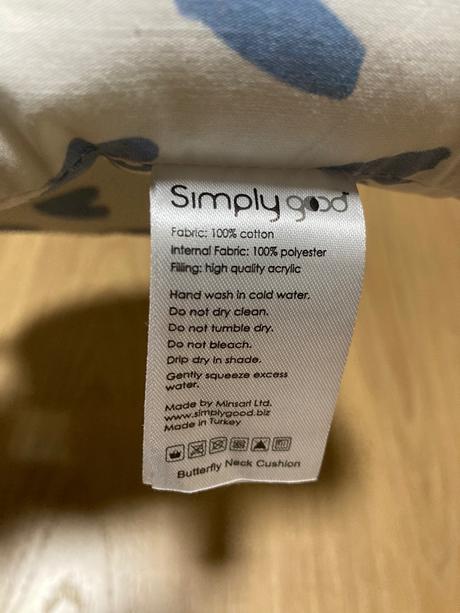 Simply good™
Fabric: 100% cotton
Internal Fabric: 100% polyester
Filling: high quality acrylic
Hand wash in cold water.
Do not dry clean.
Do not tumble dry.
Do not bleach.
Drip dry in shade.
Gently squeeze excess
water.
Made by Minsarl Ltd.
www.simplygood.biz
Made in Turkey
Butterfly Neck Cushion